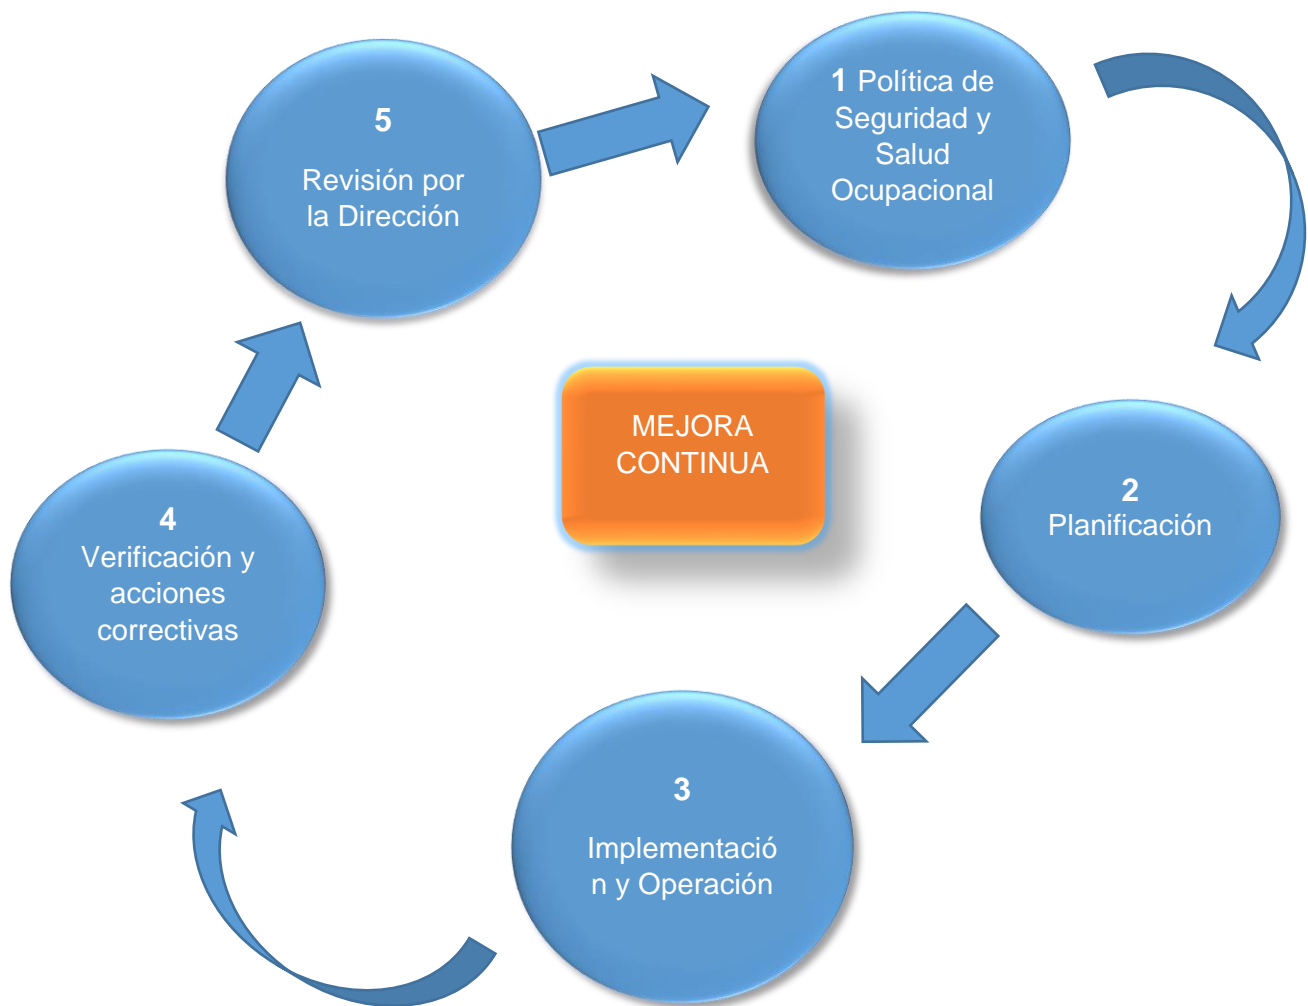 1 Política de
Seguridad y
Salud
Ocupacional
2
Planificación
3
Implementació
n y Operación
4
Verificación y
acciones
correctivas
5
Revisión por
la Dirección
MEJORA
CONTINUA